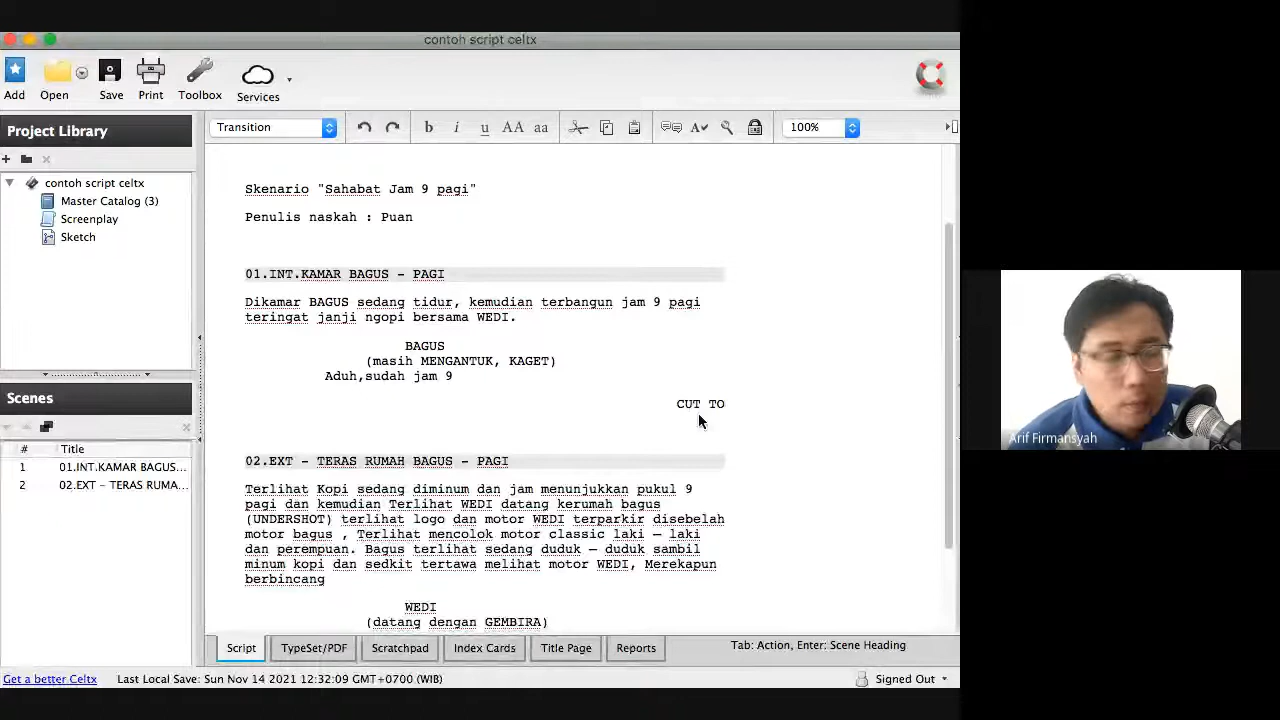 contoh script celtx
Add
Open
Save
Print
Toolbox
Services
Project Library
Transition
b
i
u
AA
aa
100%
contoh script celtx
Master Catalog (3)
Screenplay
Sketch
Skenario "Sahabat Jam 9 pagi"
Penulis naskah : Puan
01.INT.KAMAR BAGUS - PAGI
Dikamar BAGUS sedang tidur, kemudian terbangun jam 9 pagi
teringat janji ngopi bersama WEDI.
BAGUS
(masih MENGANTUK, KAGET)
Aduh,sudah jam 9
CUT TO
02.EXT – TERAS RUMAH BAGUS – PAGI
Terlihat Kopi sedang diminum dan jam menunjukkan pukul 9
pagi dan kemudian Terlihat WEDI datang kerumah bagus
(UNDERSHOT) terlihat logo dan motor WEDI terparkir disebelah
motor bagus , Terlihat mencolok motor classic laki – laki
dan perempuan. Bagus terlihat sedang duduk – duduk sambil
minum kopi dan sedkit tertawa melihat motor WEDI, Merekapun
berbincang
WEDI
(datang dengan GEMBIRA)
Scenes
# Title
1 01.INT.KAMAR BAGUS...
2 02.EXT – TERAS RUMA...
Script
TypeSet/PDF
Scratchpad
Index Cards
Title Page
Reports
Tab: Action, Enter: Scene Heading
Get a better Celtx
Last Local Save: Sun Nov 14 2021 12:32:09 GMT+0700 (WIB)
Signed Out
Arif Firmansyah